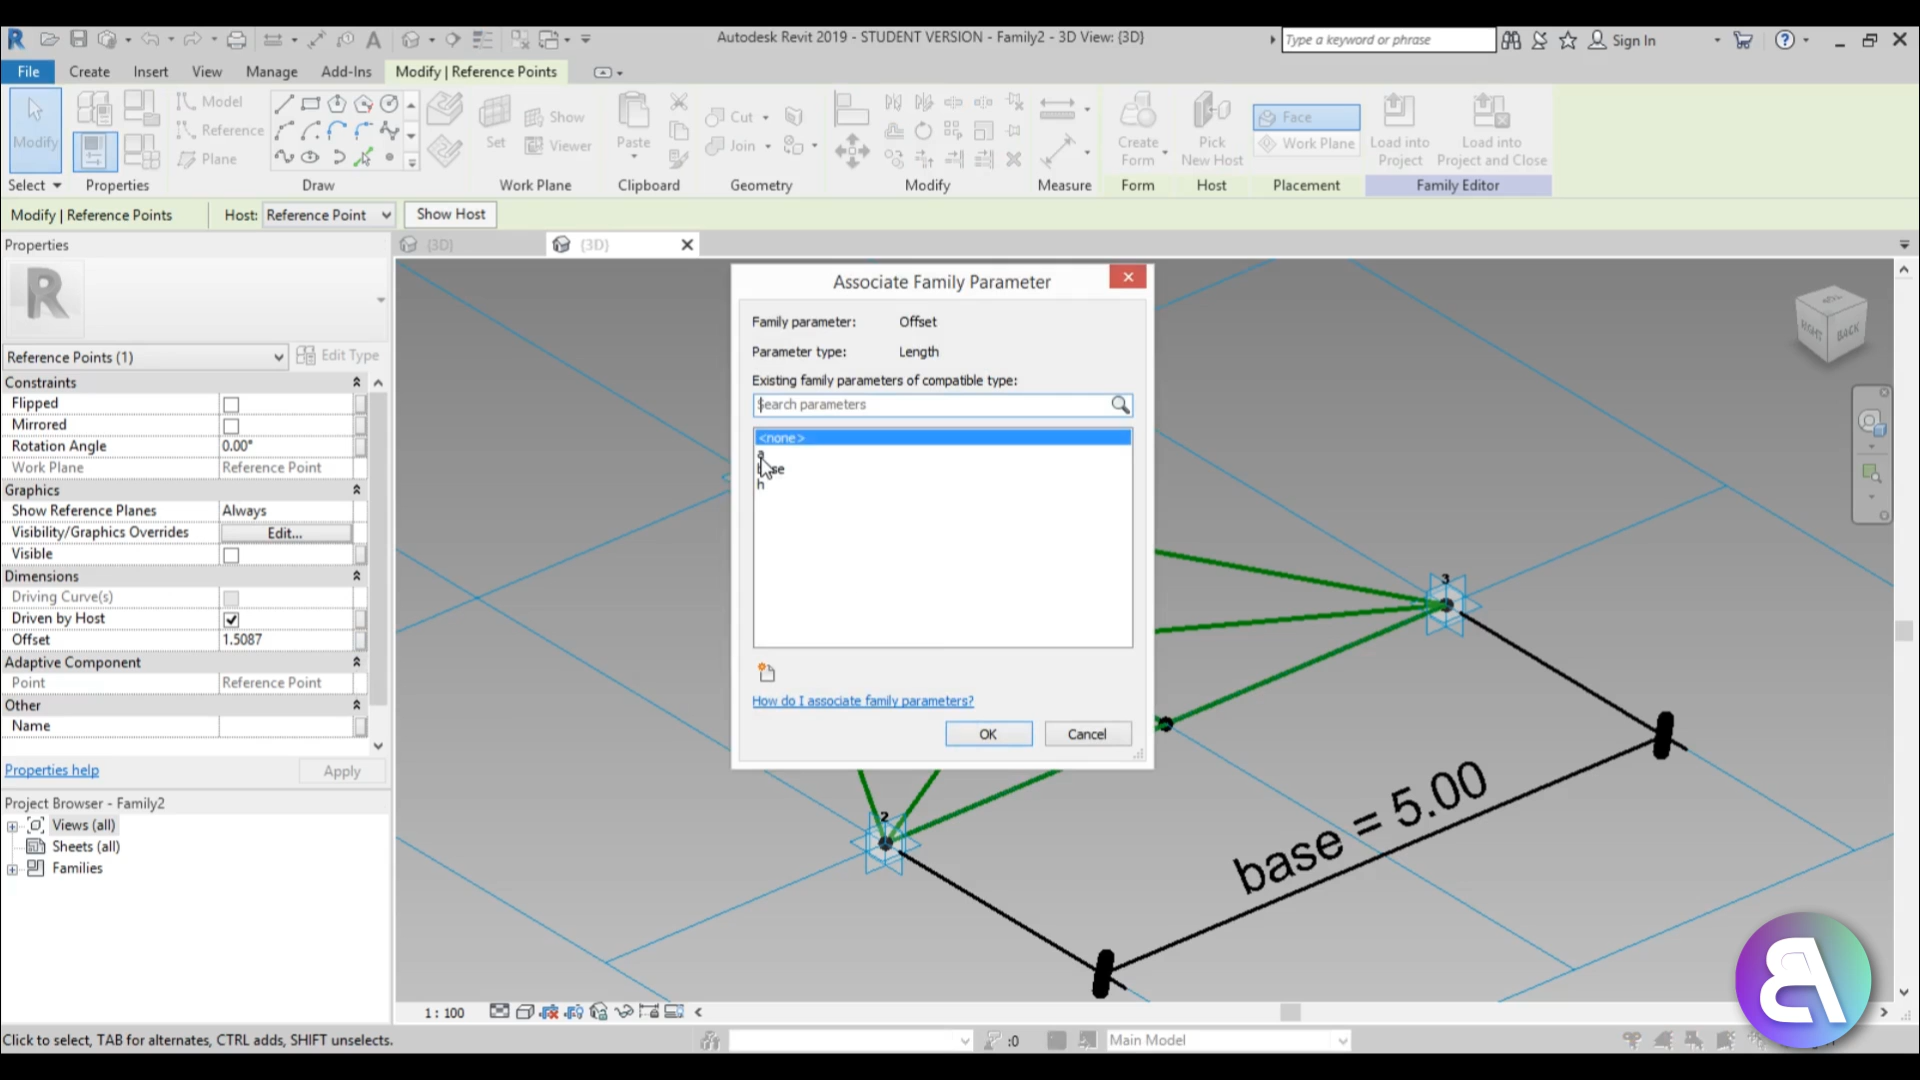 Autodesk Revit 2019 - STUDENT VERSION - Family2 - 3D View: {3D}
Type a keyword or phrase
Sign In
File
Create
Insert
View
Manage
Add-Ins
Modify | Reference Points
Modify
Model
Reference
Plane
Set
Show
Viewer
Paste
Cut
Join
Create
Form
Pick
New Host
Face
Work Plane
Load into
Project
Load into
Project and Close
Select
Properties
Draw
Work Plane
Clipboard
Geometry
Modify
Measure
Form
Host
Placement
Family Editor
Modify | Reference Points
Host:
Reference Point
Show Host
Properties
{3D}
{3D}
R
Reference Points (1)
Edit Type
Constraints
Flipped
Mirrored
Rotation Angle 0.00°
Work Plane Reference Point
Graphics
Show Reference Planes Always
Visibility/Graphics Overrides Edit...
Visible
Dimensions
Driving Curve(s)
Driven by Host
Offset 1.5087
Adaptive Component
Point Reference Point
Other
Name
Properties help
Apply
Project Browser - Family2
Views (all)
Sheets (all)
Families
Associate Family Parameter
Family parameter: Offset
Parameter type: Length
Existing family parameters of compatible type:
Search parameters
<none>
a
base
h
How do I associate family parameters?
OK
Cancel
TOP
RIGHT
BACK
3
2
base = 5.00
1 : 100
Click to select, TAB for alternates, CTRL adds, SHIFT unselects.
:0
Main Model